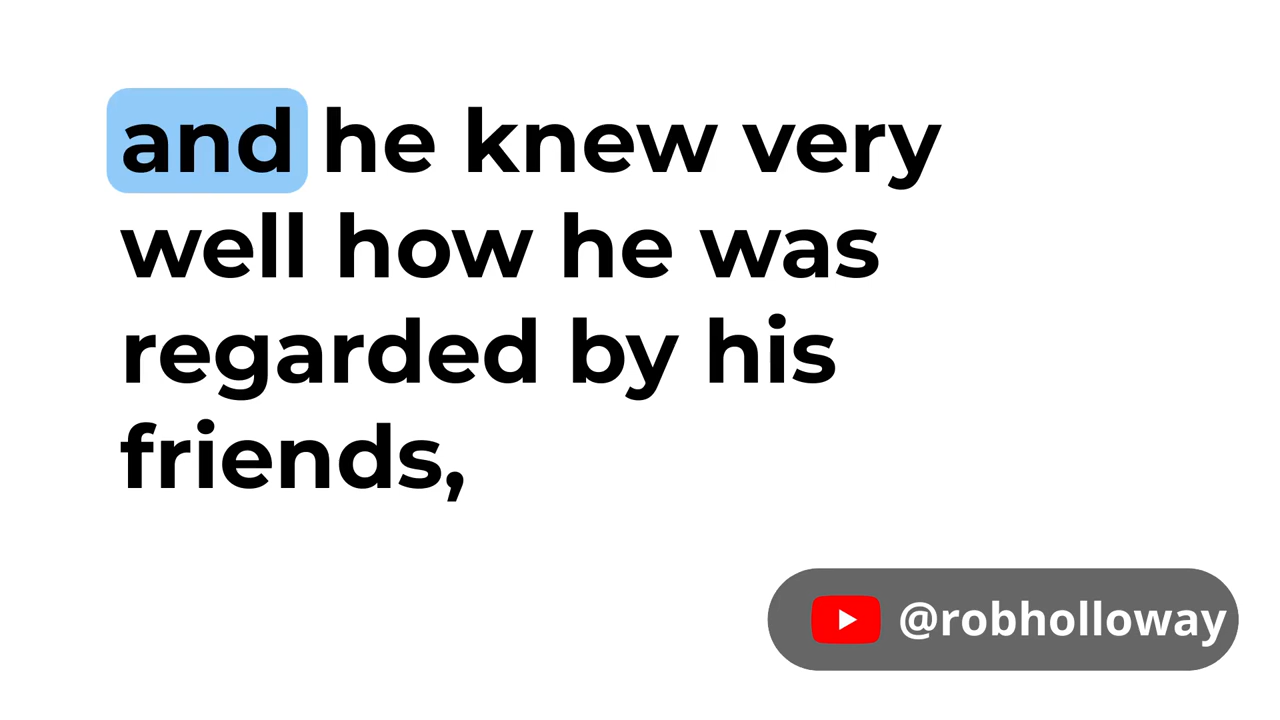 and he knew very
well how he was
regarded by his
friends,
@robholloway